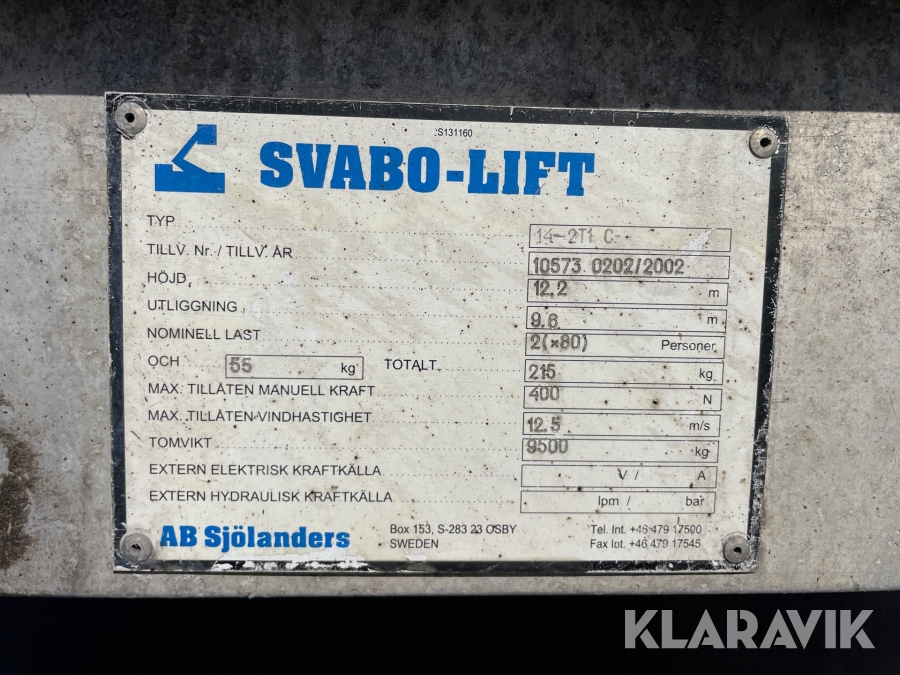 :S131160
SVABO-LIFT
TYP 14-2T1 C-
TILLV. Nr. / TILLV. ÅR 10573 0202/2002
HÖJD 12.2 m
UTLIGGNING 9.6 m
NOMINELL LAST 2(×80) Personer
OCH 55 kg TOTALT 215 kg
MAX. TILLÅTEN MANUELL KRAFT 400 N
MAX. TILLÅTEN VINDHASTIGHET 12.5 m/s
TOMVIKT 9500 kg
EXTERN ELEKTRISK KRAFTKÄLLA V / A
EXTERN HYDRAULISK KRAFTKÄLLA lpm / bar
AB Sjölanders
Box 153, S-283 23 OSBY
SWEDEN
Tel. Int. +46 479 17500
Fax Int. +46 479 17545
KLARAVIK